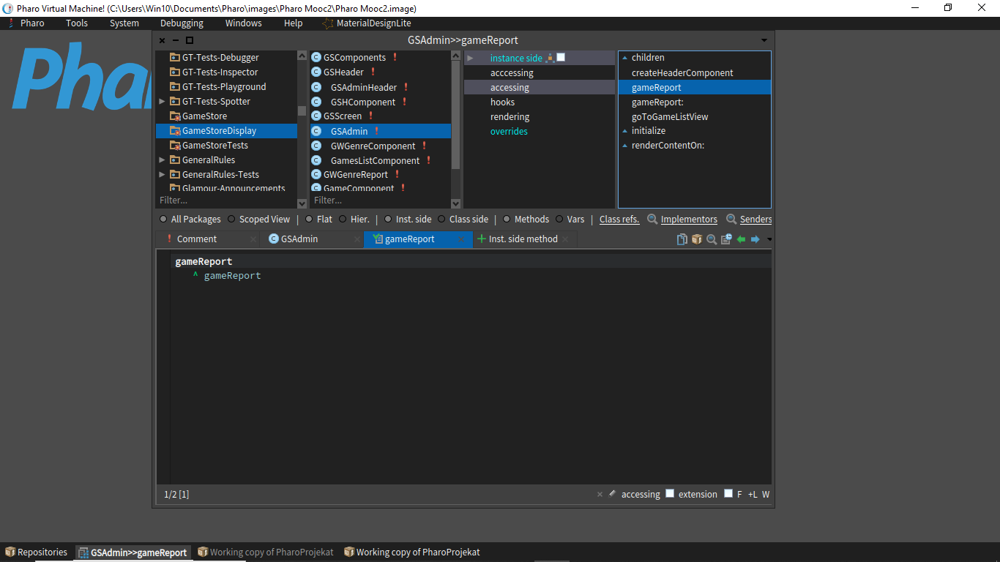 Pharo Virtual Machine! (C:\Users\Win10\Documents\Pharo\images\Pharo Mooc2\Pharo Mooc2.image)
Pharo Tools System Debugging Windows Help MaterialDesignLite
GSAdmin>>gameReport
Phar
GT-Tests-Debugger
GT-Tests-Inspector
GT-Tests-Playground
GT-Tests-Spotter
GameStore
GameStoreDisplay
GameStoreTests
GeneralRules
GeneralRules-Tests
Glamour-Announcements
Filter...
GSComponents
GSHeader
GSAdminHeader
GSHComponent
GSScreen
GSAdmin
GWGenreComponent
GamesListComponent
GWGenreReport
GameComponent
Filter...
instance side
acccessing
accessing
hooks
rendering
overrides
children
createHeaderComponent
gameReport
gameReport:
goToGameListView
initialize
renderContentOn:
All Packages Scoped View | Flat Hier. | Inst. side Class side | Methods Vars Class refs. Implementors Senders
Comment GSAdmin gameReport Inst. side method
gameReport
^ gameReport
1/2 [1] accessing extension F +L W
Repositories GSAdmin>>gameReport Working copy of PharoProjekat Working copy of PharoProjekat